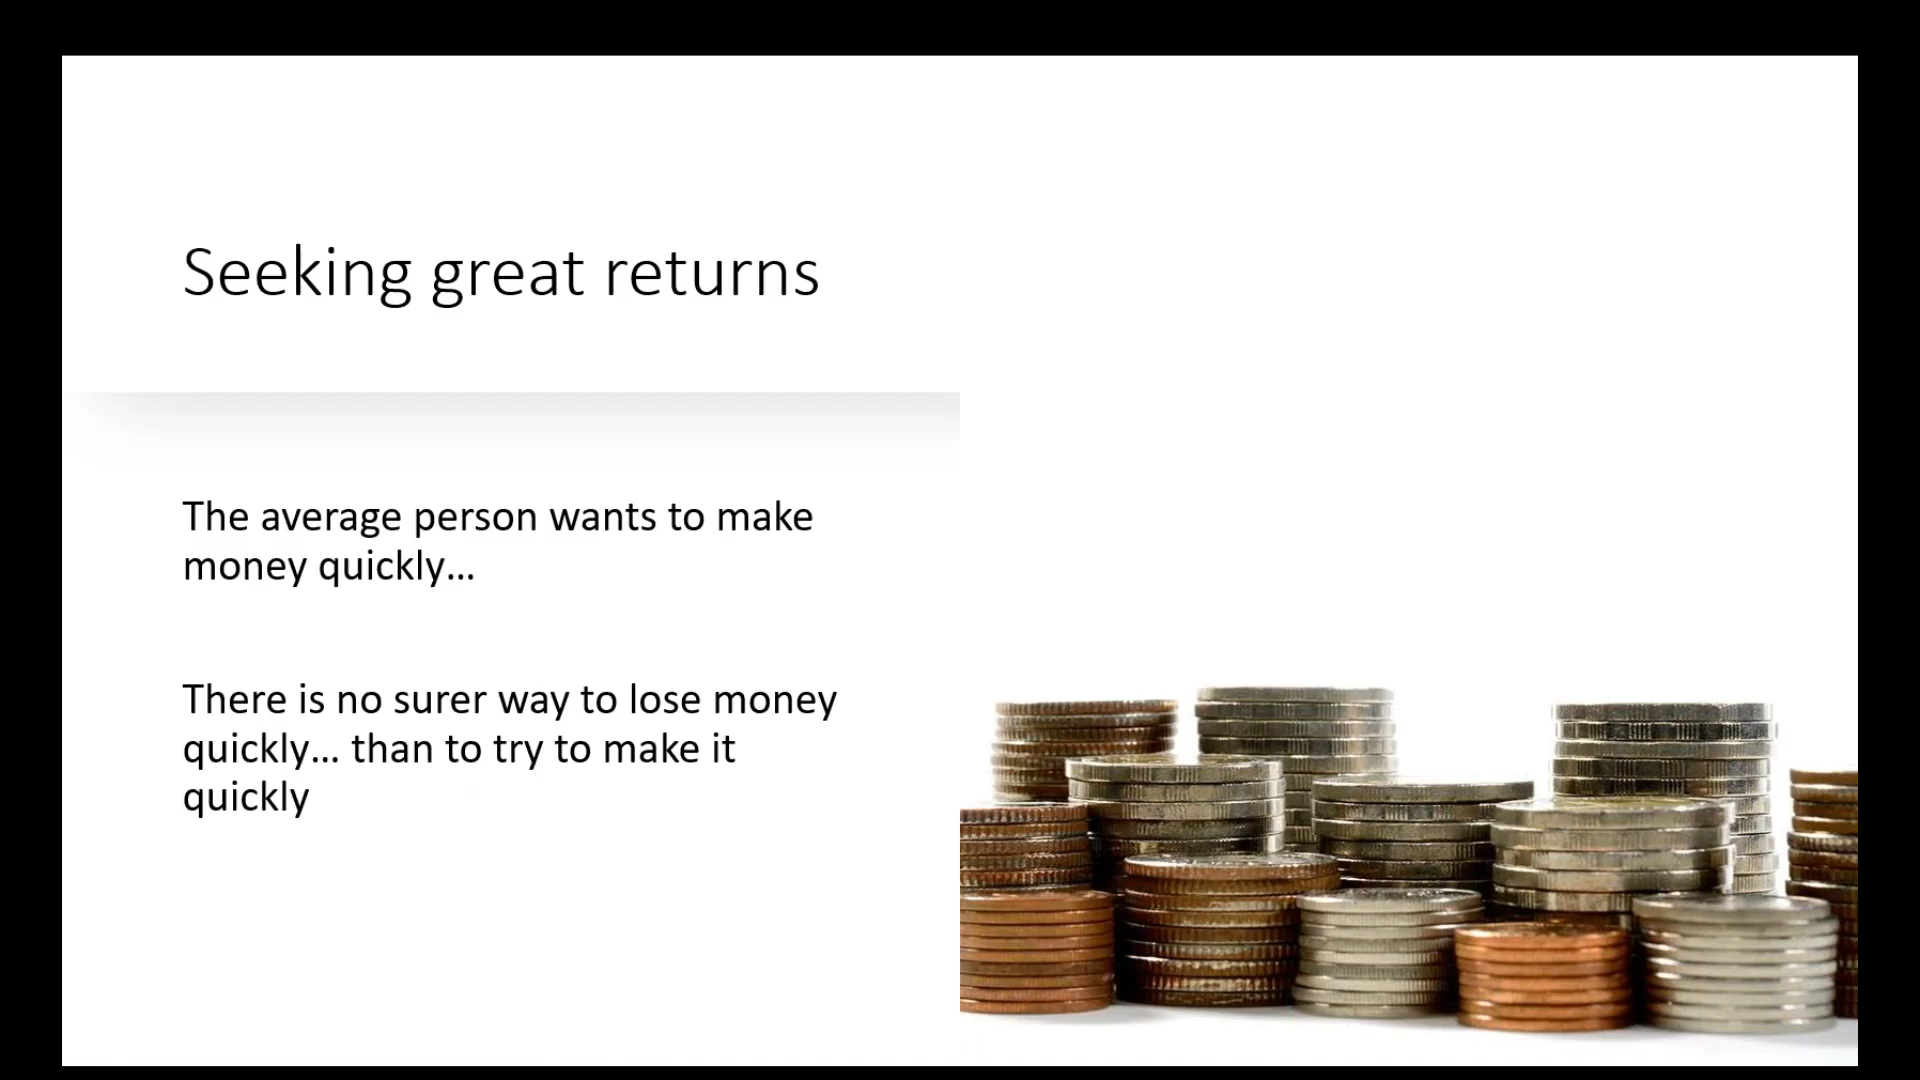 Seeking great returns
The average person wants to make
money quickly...
There is no surer way to lose money
quickly... than to try to make it
quickly